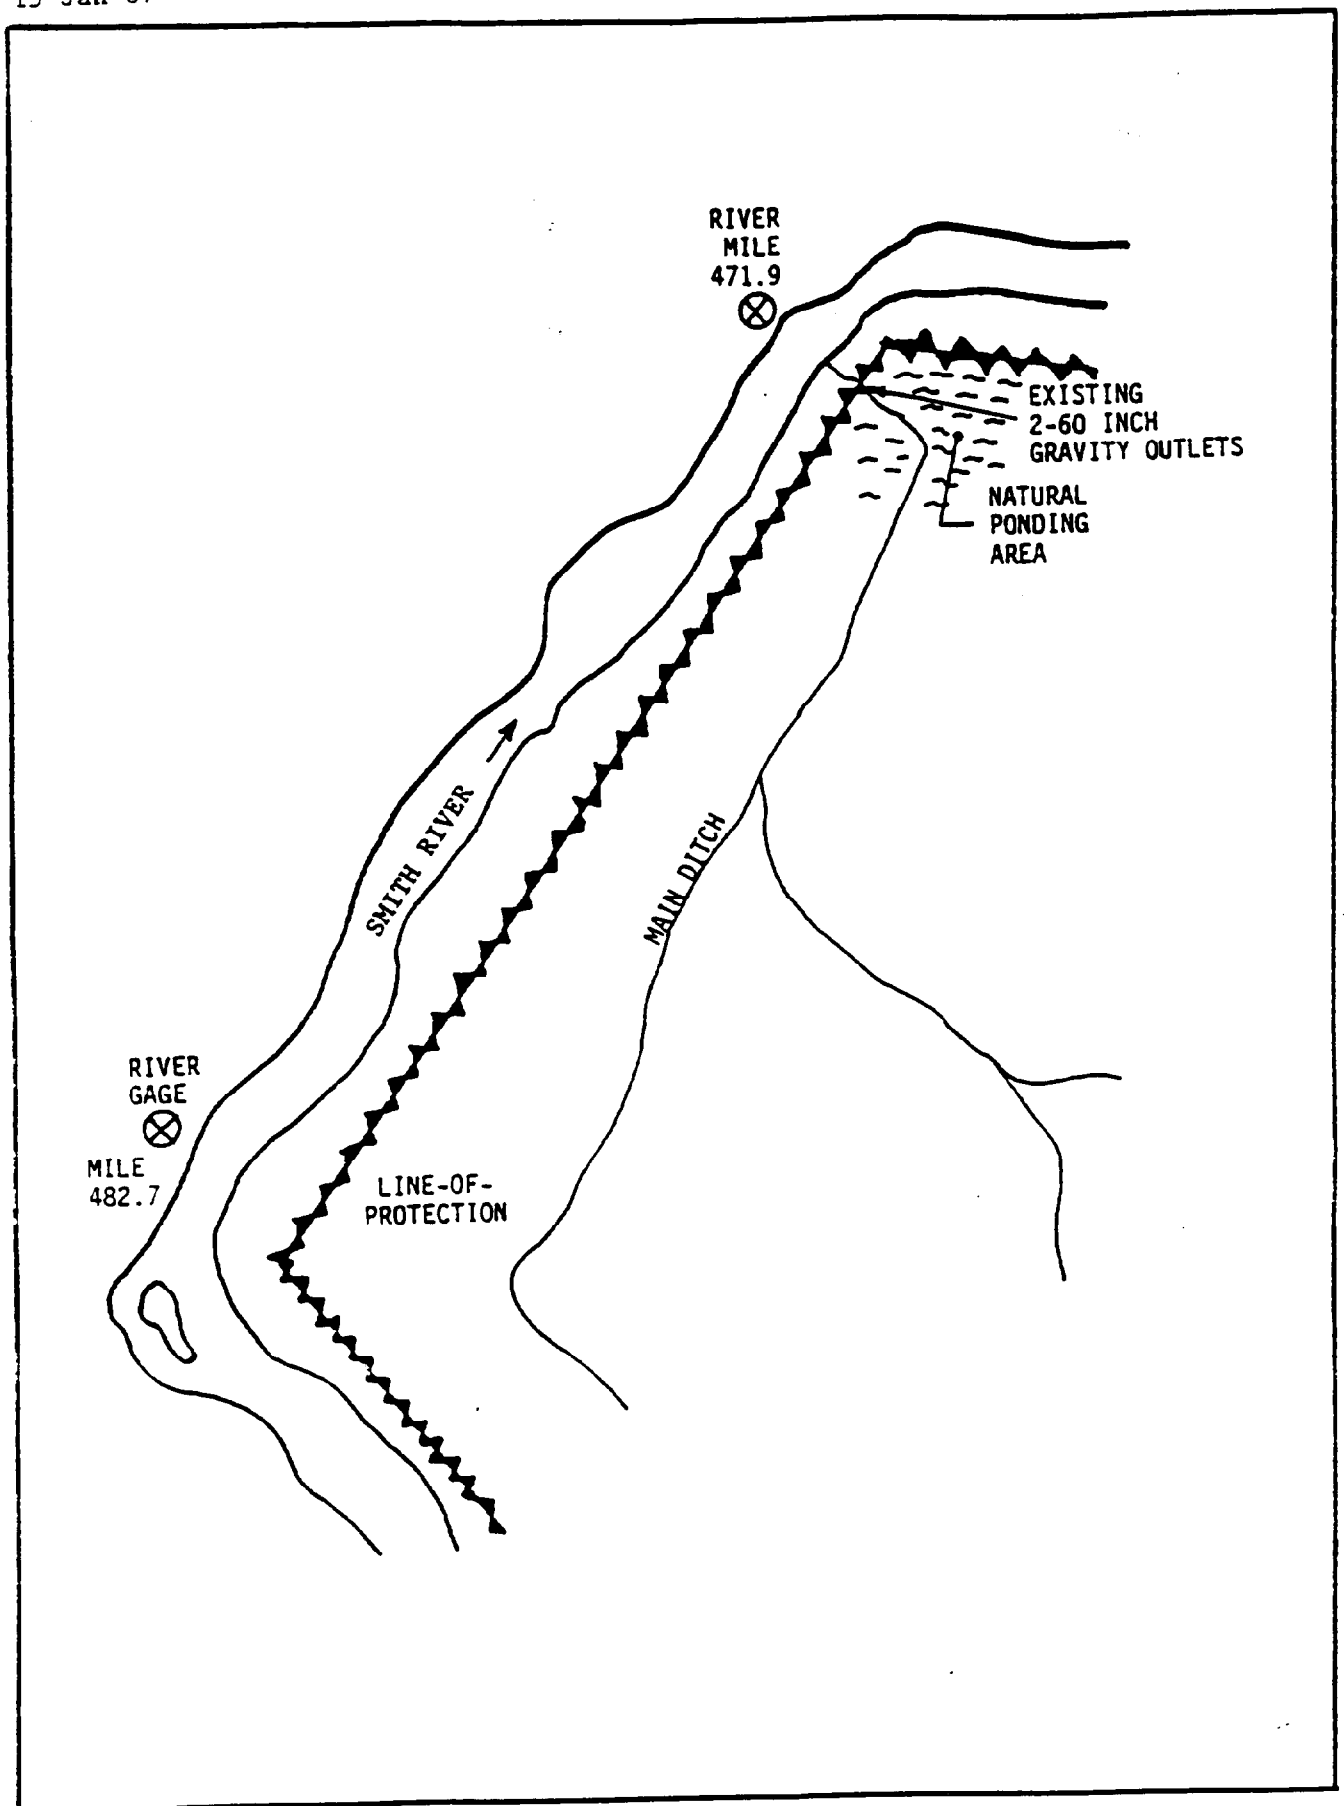 RIVER
MILE
471.9
EXISTING
2-60 INCH
GRAVITY OUTLETS
NATURAL
PONDING
AREA
SMITH RIVER
MAIN DITCH
RIVER
GAGE
MILE
482.7
LINE-OF-
PROTECTION